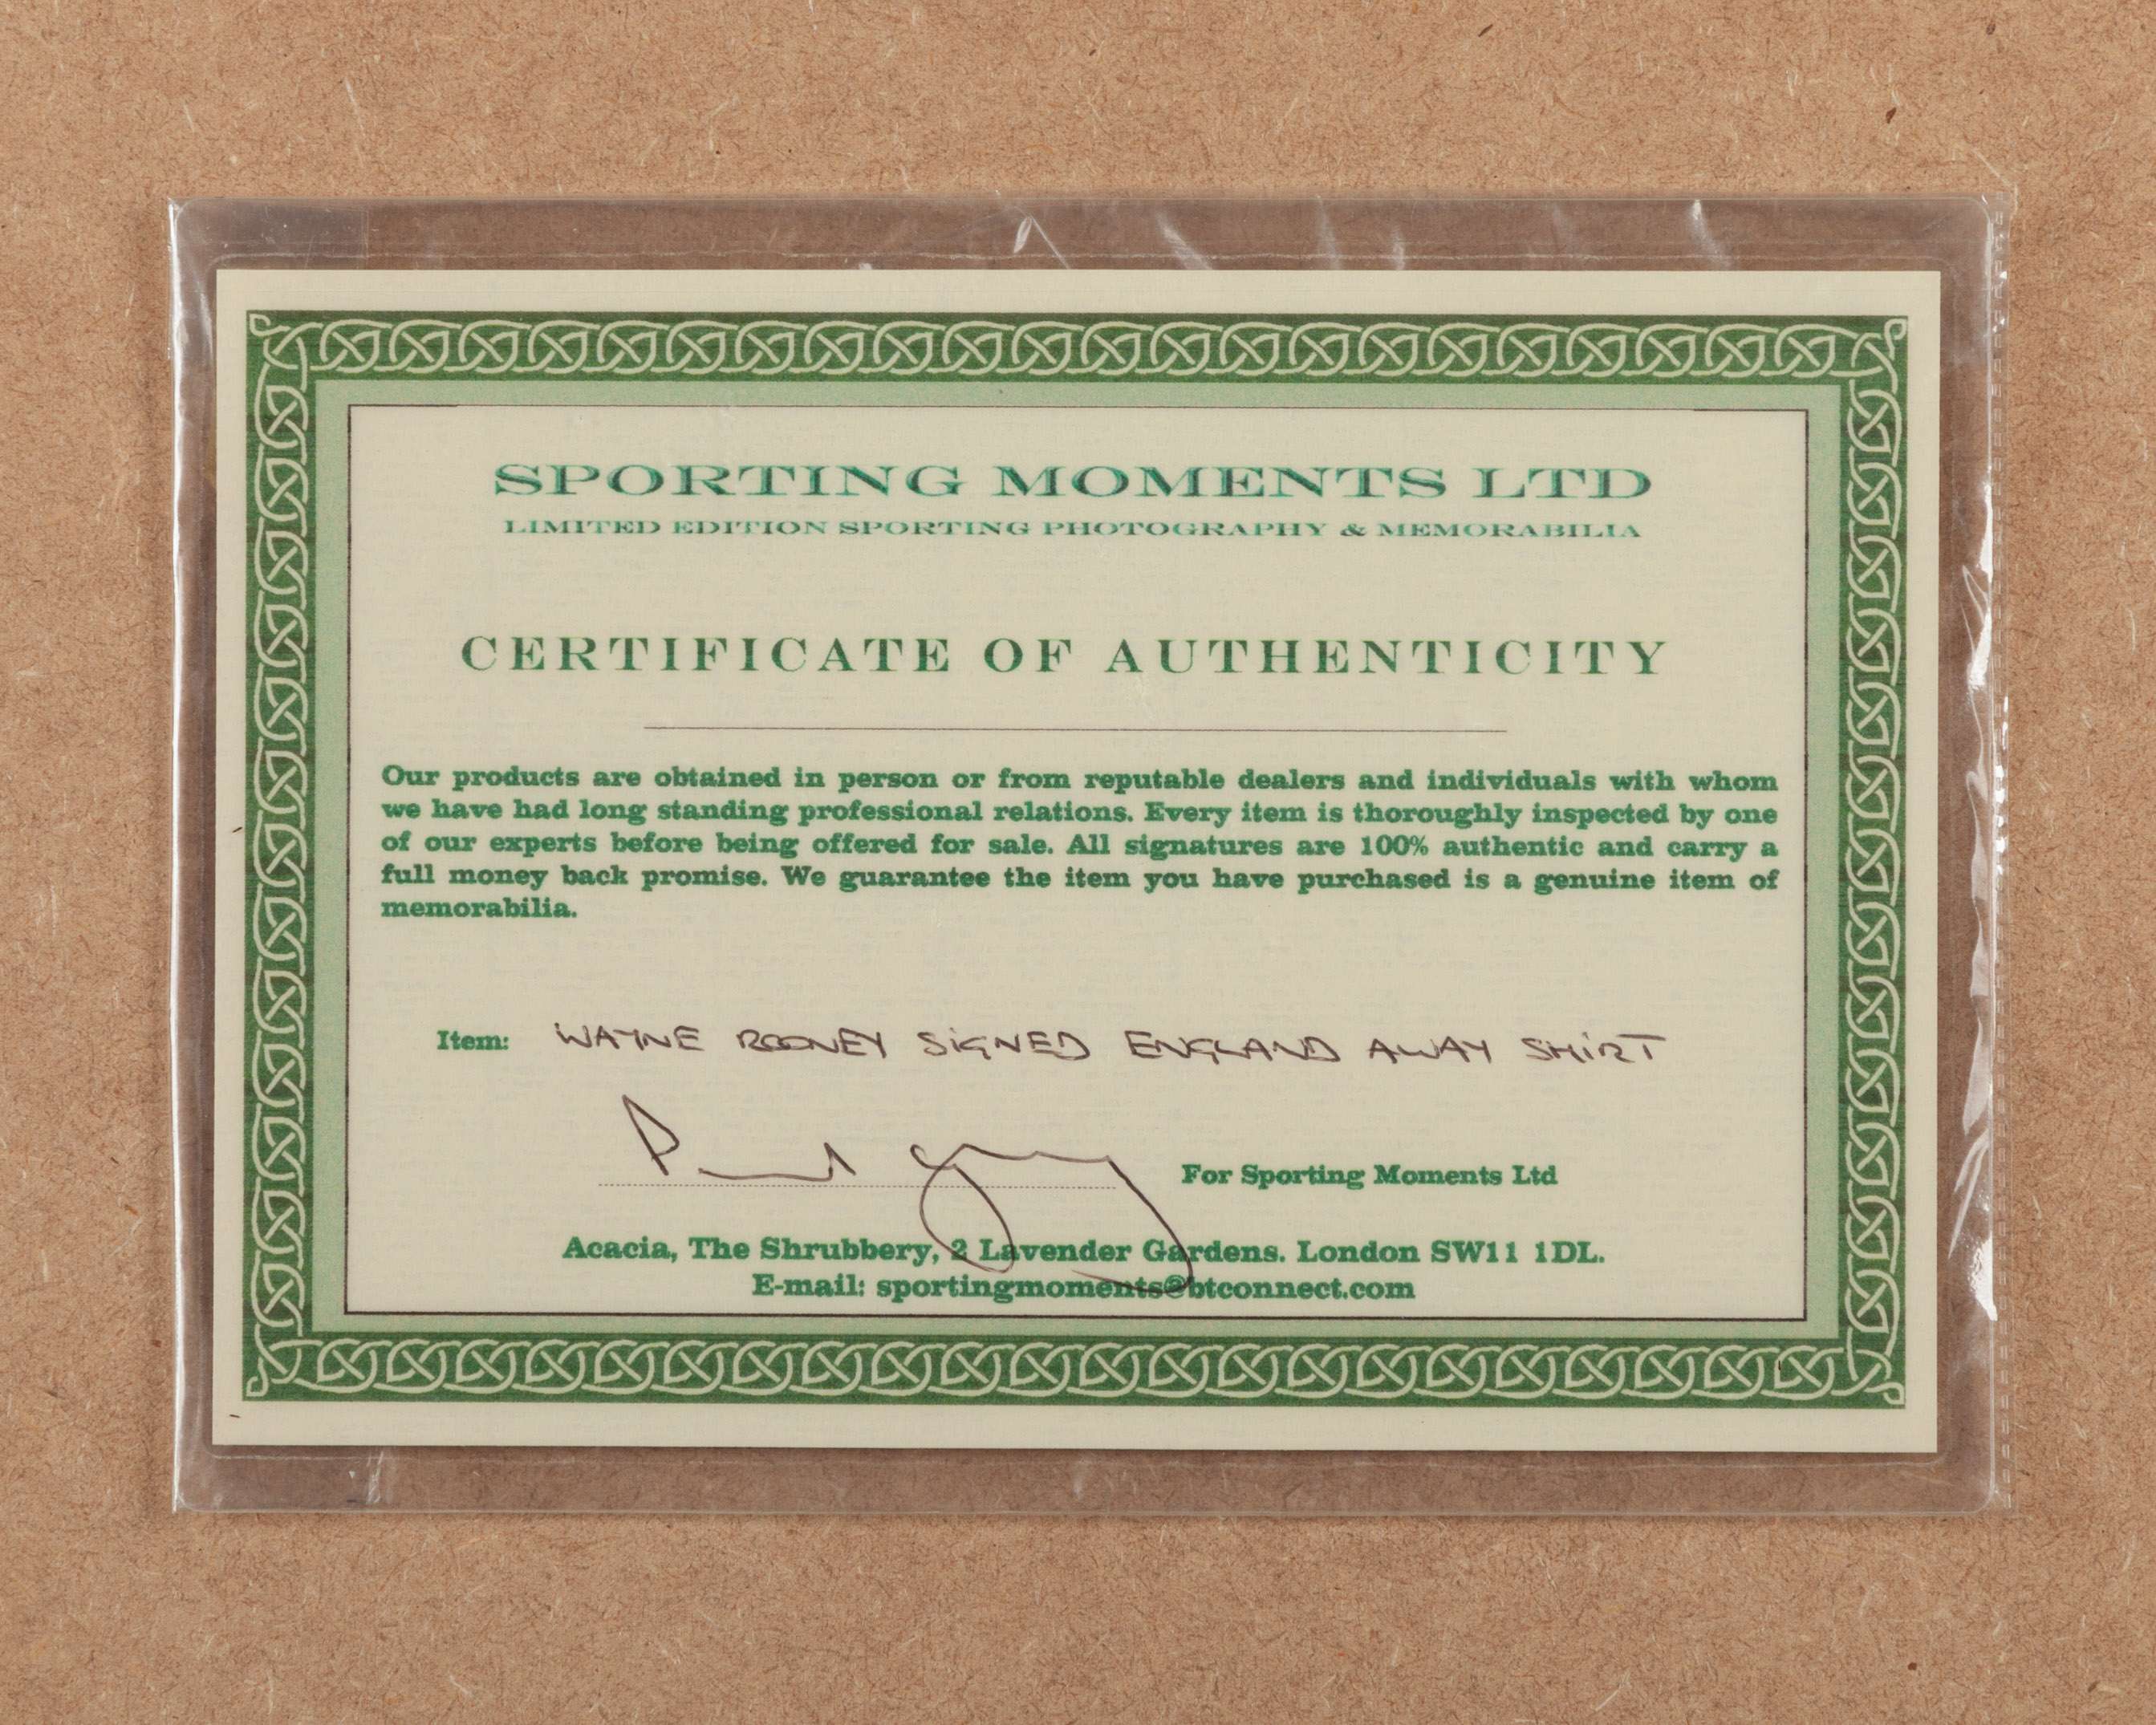 SPORTING MOMENTS LTD
LIMITED EDITION SPORTING PHOTOGRAPHY & MEMORABILIA
CERTIFICATE OF AUTHENTICITY
Our products are obtained in person or from reputable dealers and individuals with whom
we have had long standing professional relations. Every item is thoroughly inspected by one
of our experts before being offered for sale. All signatures are 100% authentic and carry a
full money back promise. We guarantee the item you have purchased is a genuine item of
memorabilia.
Item: WAYNE ROONEY SIGNED ENGLAND AWAY SHIRT
For Sporting Moments Ltd
Acacia, The Shrubbery, 2 Lavender Gardens. London SW11 1DL.
E-mail: sportingmoments@btconnect.com